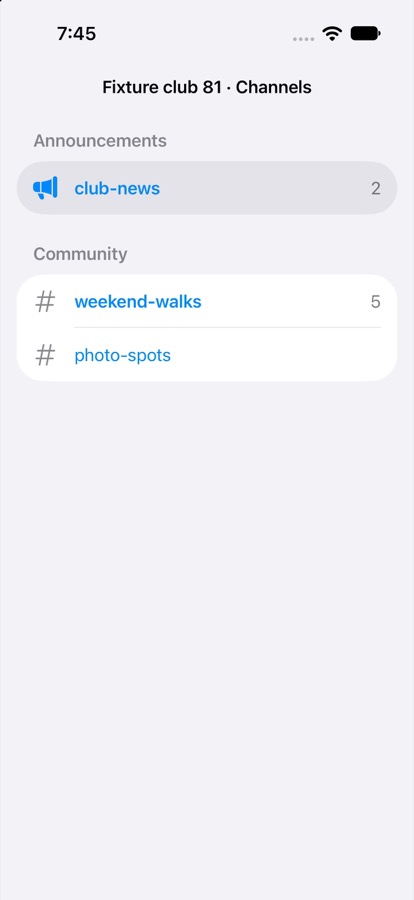 7:45
Fixture club 81 · Channels
Announcements
club-news 2
Community
weekend-walks 5
photo-spots